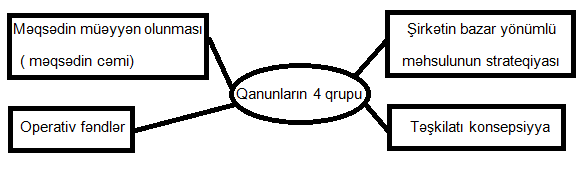 Məqsədin müəyyən olunması
( məqsədin cəmi)
Şirkətin bazar yönümlü
məhsulunun strateqiyası
Qanunların 4 qrupu
Operativ fəndlər
Təşkilatı konsepsiyya